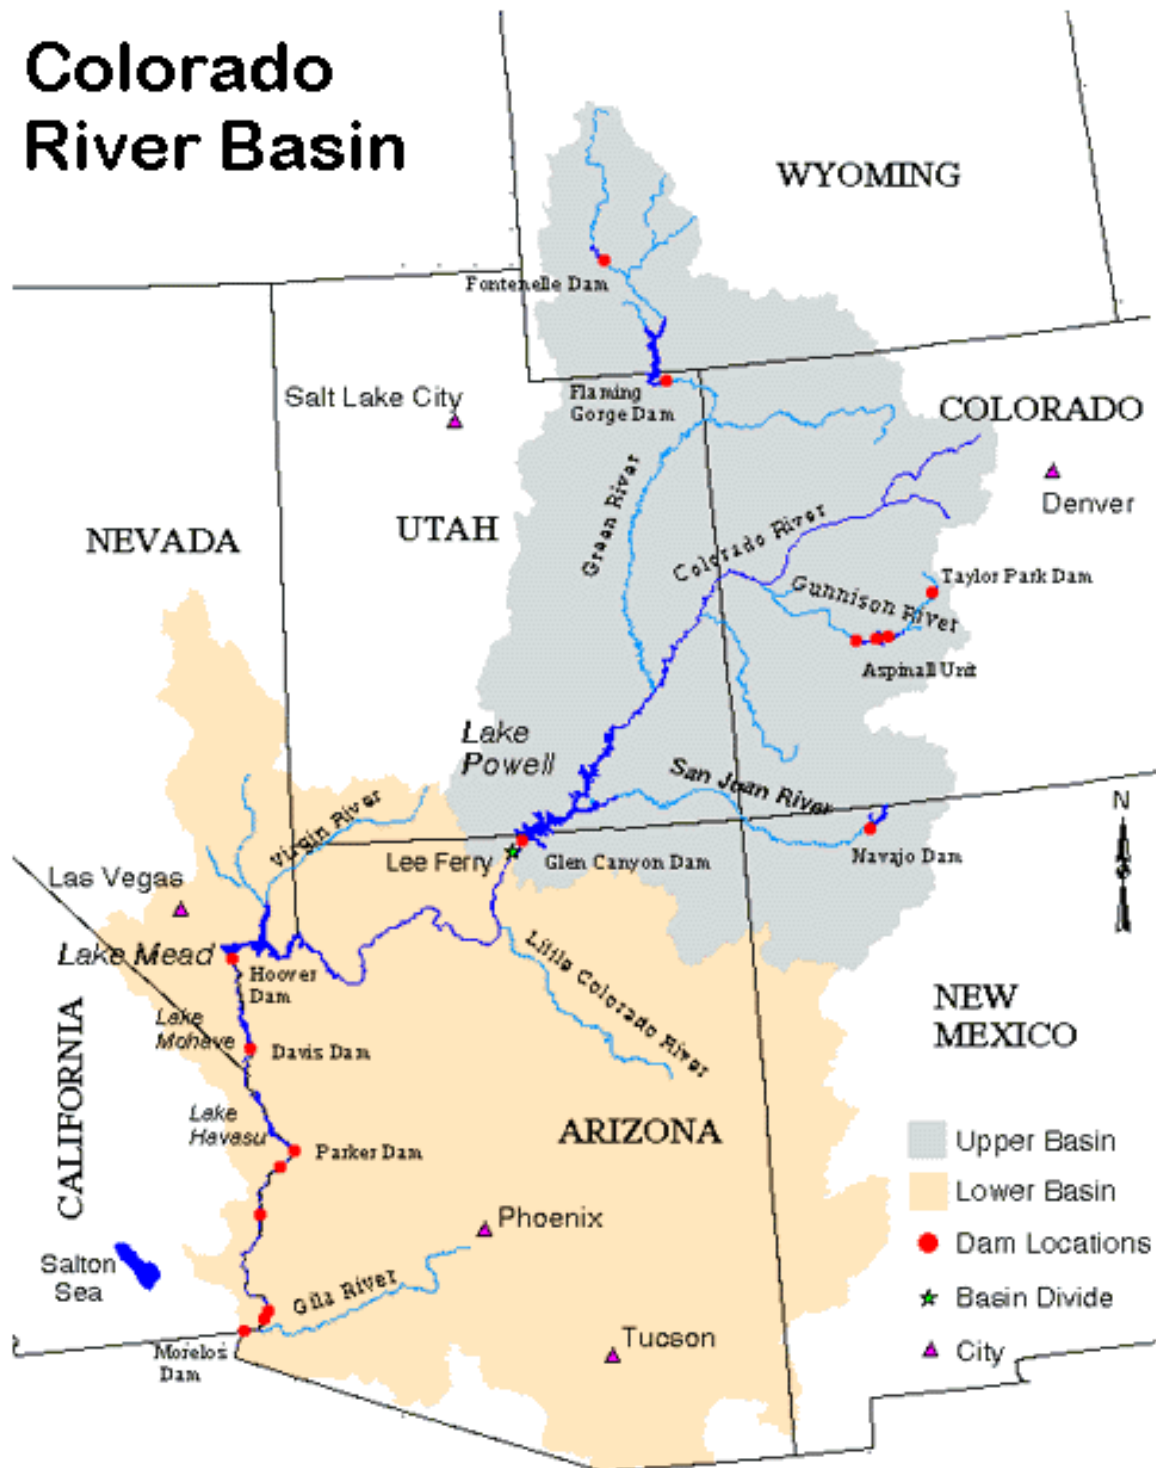 Colorado
River Basin
WYOMING
Fontenelle Dam
Salt Lake City
Flaming
Gorge Dam
COLORADO
Denver
NEVADA
UTAH
Green River
Colorado River
Taylor Park Dam
Gunnison River
Aspinall Unit
Lake
Powell
San Juan River
N
Virgin River
Lee Ferry
Glen Canyon Dam
Navajo Dam
Las Vegas
Lake Mead
Hoover
Dam
Little Colorado River
NEW
MEXICO
CALIFORNIA
Lake
Mohave
Davis Dam
Lake
Havasu
Parker Dam
ARIZONA
Upper Basin
Lower Basin
Dam Locations
Basin Divide
City
Phoenix
Salton
Sea
Gila River
Tucson
Morelos
Dam